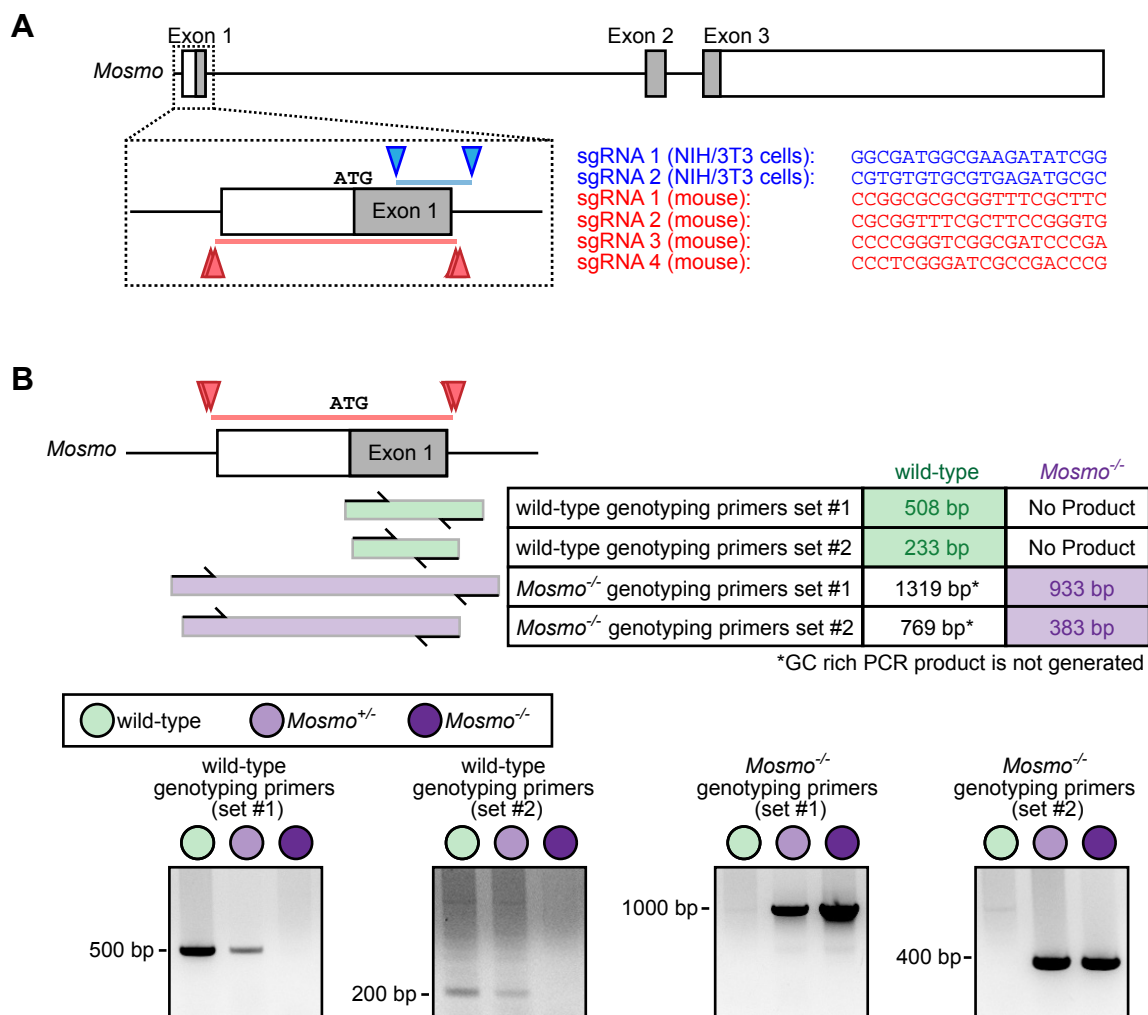 A
Exon 1
Exon 2
Exon 3
Mosmo
ATG
Exon 1
sgRNA 1 (NIH/3T3 cells): GGCGATGGCGAAGATATCGG
sgRNA 2 (NIH/3T3 cells): CGTGTGTGCGTGAGATGCGC
sgRNA 1 (mouse): CCGGCGCGCGGTTTCGCTTC
sgRNA 2 (mouse): CGCGGTTTCGCTTCCGGGTG
sgRNA 3 (mouse): CCCCGGGTCGGCGATCCCGA
sgRNA 4 (mouse): CCCTCGGGATCGCCGACCCG
B
ATG
Mosmo
Exon 1
wild-type Mosmo-/-
wild-type genotyping primers set #1 508 bp No Product
wild-type genotyping primers set #2 233 bp No Product
Mosmo-/- genotyping primers set #1 1319 bp* 933 bp
Mosmo-/- genotyping primers set #2 769 bp* 383 bp
*GC rich PCR product is not generated
wild-type Mosmo+/- Mosmo-/-
wild-type
genotyping primers
(set #1)
500 bp
wild-type
genotyping primers
(set #2)
200 bp
Mosmo-/-
genotyping primers
(set #1)
1000 bp
Mosmo-/-
genotyping primers
(set #2)
400 bp